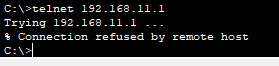 C:\>telnet 192.168.11.1
Trying 192.168.11.1 ...
% Connection refused by remote host
C:\>